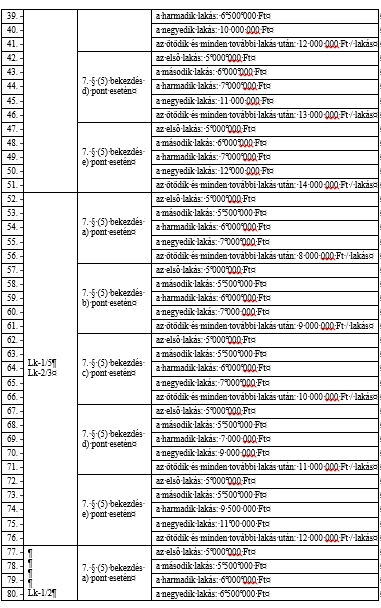 39. a harmadik lakás: 6°500°000 Ft¤
40. a negyedik lakás: 10 000 000 Ft¤
41. az ötödik és minden további lakás után: 12 000 000 Ft / lakás¤
42. 7. § (5) bekezdés d) pont esetén¤ az első lakás: 5°000°000 Ft¤
43. a második lakás: 6°000°000 Ft¤
44. a harmadik lakás: 7°000°000 Ft¤
45. a negyedik lakás: 11 000 000 Ft¤
46. az ötödik és minden további lakás után: 13 000 000 Ft / lakás¤
47. 7. § (5) bekezdés e) pont esetén¤ az első lakás: 5°000°000 Ft¤
48. a második lakás: 6°000°000 Ft¤
49. a harmadik lakás: 7°000°000 Ft¤
50. a negyedik lakás: 12°000 000 Ft¤
51. az ötödik és minden további lakás után: 14 000 000 Ft / lakás¤
52. Lk-1/5¶ Lk-2/3¤ 7. § (5) bekezdés a) pont esetén¤ az első lakás: 5°000°000 Ft¤
53. a második lakás: 5°500°000 Ft¤
54. a harmadik lakás: 6°000°000 Ft¤
55. a negyedik lakás: 7°000°000 Ft¤
56. az ötödik és minden további lakás után: 8 000 000 Ft / lakás¤
57. 7. § (5) bekezdés b) pont esetén¤ az első lakás: 5°000°000 Ft¤
58. a második lakás: 5°500°000 Ft¤
59. a harmadik lakás: 6°000°000 Ft¤
60. a negyedik lakás: 7°000 000 Ft¤
61. az ötödik és minden további lakás után: 9 000 000 Ft / lakás¤
62. 7. § (5) bekezdés c) pont esetén¤ az első lakás: 5°000°000 Ft¤
63. a második lakás: 5°500°000 Ft¤
64. a harmadik lakás: 6°000°000 Ft¤
65. a negyedik lakás: 7°000°000 Ft¤
66. az ötödik és minden további lakás után: 10 000 000 Ft / lakás¤
67. 7. § (5) bekezdés d) pont esetén¤ az első lakás: 5°000°000 Ft¤
68. a második lakás: 5°500 000 Ft¤
69. a harmadik lakás: 7 000 000 Ft¤
70. a negyedik lakás: 9 000 000 Ft¤
71. az ötödik és minden további lakás után: 11 000 000 Ft / lakás¤
72. 7. § (5) bekezdés e) pont esetén¤ az első lakás: 5°000°000 Ft¤
73. a második lakás: 5°500°000 Ft¤
74. a harmadik lakás: 9 500 000 Ft¤
75. a negyedik lakás: 11°00 000 Ft¤
76. az ötödik és minden további lakás után: 12 000 000 Ft / lakás¤
77. ¶ 7. § (5) bekezdés a) pont esetén¤ az első lakás: 5°000°000 Ft¤
78. ¶ a második lakás: 5°500°000 Ft¤
79. ¶ a harmadik lakás: 6°000°000 Ft¤
80. Lk-1/2¶ a negyedik lakás: 6°500°000 Ft¤